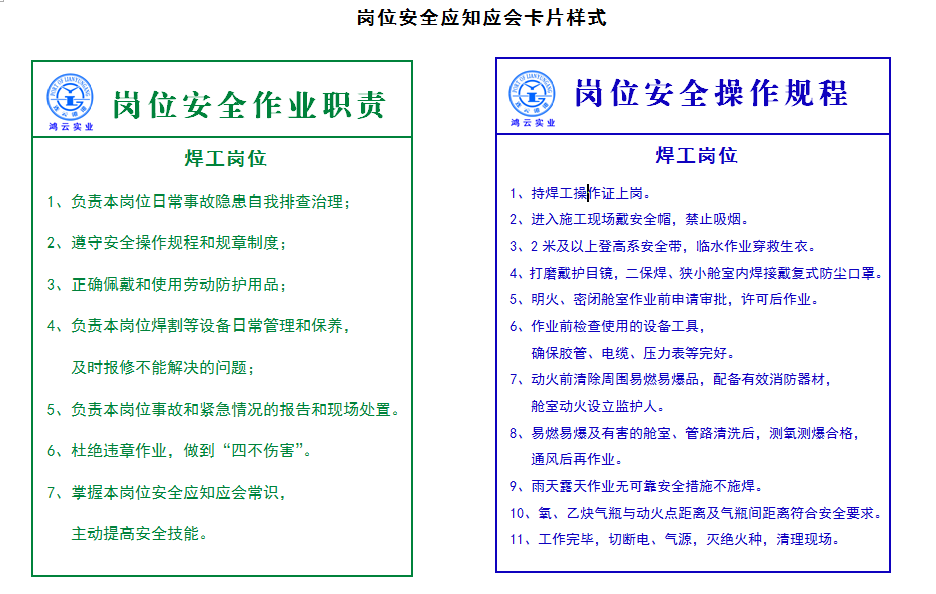 岗位安全应知应会卡片样式
鸿云实业
岗位安全作业职责
焊工岗位
1、负责本岗位日常事故隐患自我排查治理；
2、遵守安全操作规程和规章制度；
3、正确佩戴和使用劳动防护用品；
4、负责本岗位焊割等设备日常管理和保养，
及时报修不能解决的问题；
5、负责本岗位事故和紧急情况的报告和现场处置。
6、杜绝违章作业，做到“四不伤害”。
7、掌握本岗位安全应知应会常识，
主动提高安全技能。
鸿云实业
岗位安全操作规程
焊工岗位
1、持焊工操作证上岗。
2、进入施工现场戴安全帽，禁止吸烟。
3、2 米及以上登高系安全带，临水作业穿救生衣。
4、打磨戴护目镜，二保焊、狭小舱室内焊接戴复式防尘口罩。
5、明火、密闭舱室作业前申请审批，许可后作业。
6、作业前检查使用的设备工具，
确保胶管、电缆、压力表等完好。
7、动火前清除周围易燃易爆品，配备有效消防器材，
舱室动火设立监护人。
8、易燃易爆及有害的舱室、管路清洗后，测氧测爆合格，
通风后再作业。
9、雨天露天作业无可靠安全措施不施焊。
10、氧、乙炔气瓶与动火点距离及气瓶间距离符合安全要求。
11、工作完毕，切断电、气源，灭绝火种，清理现场。